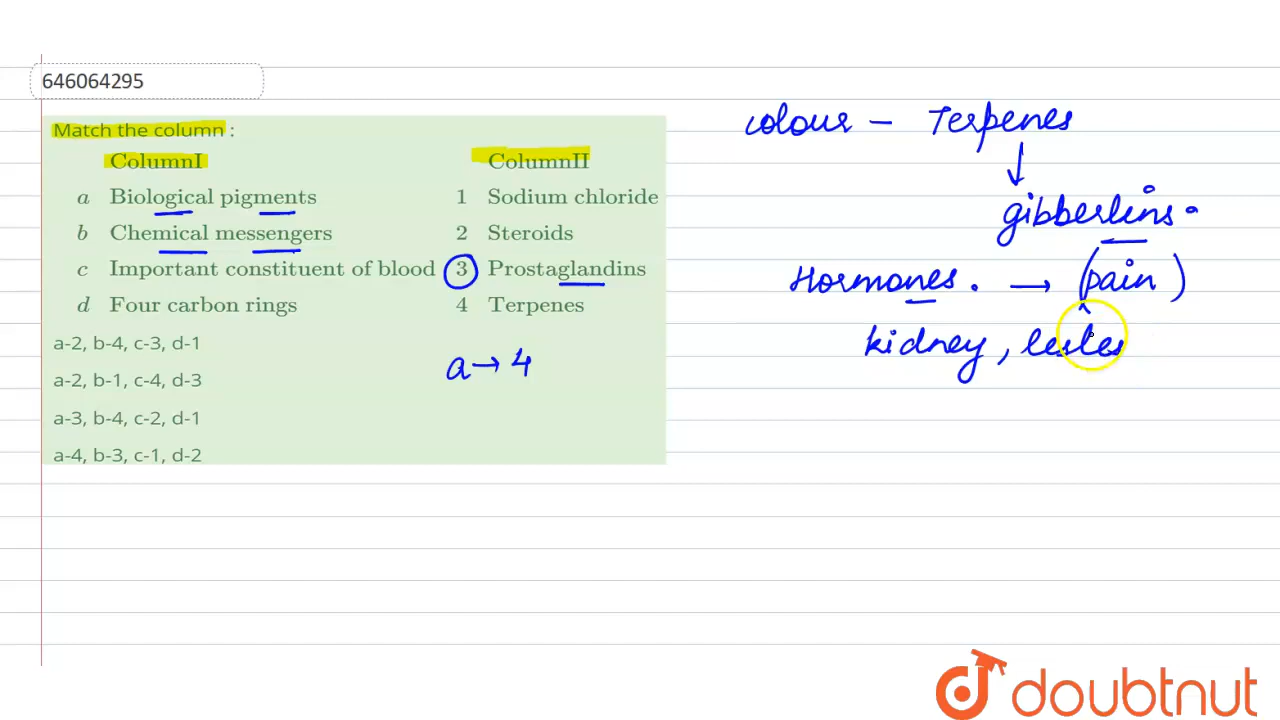 646064295
Match the column :
ColumnI ColumnII
a Biological pigments 1 Sodium chloride
b Chemical messengers 2 Steroids
c Important constituent of blood 3 Prostaglandins
d Four carbon rings 4 Terpenes
a-2, b-4, c-3, d-1
a-2, b-1, c-4, d-3
a-3, b-4, c-2, d-1
a-4, b-3, c-1, d-2
a → 4
colour – Terpenes
↓
gibberlins.
Hormones. → (pain)
kidney,
doubtnut